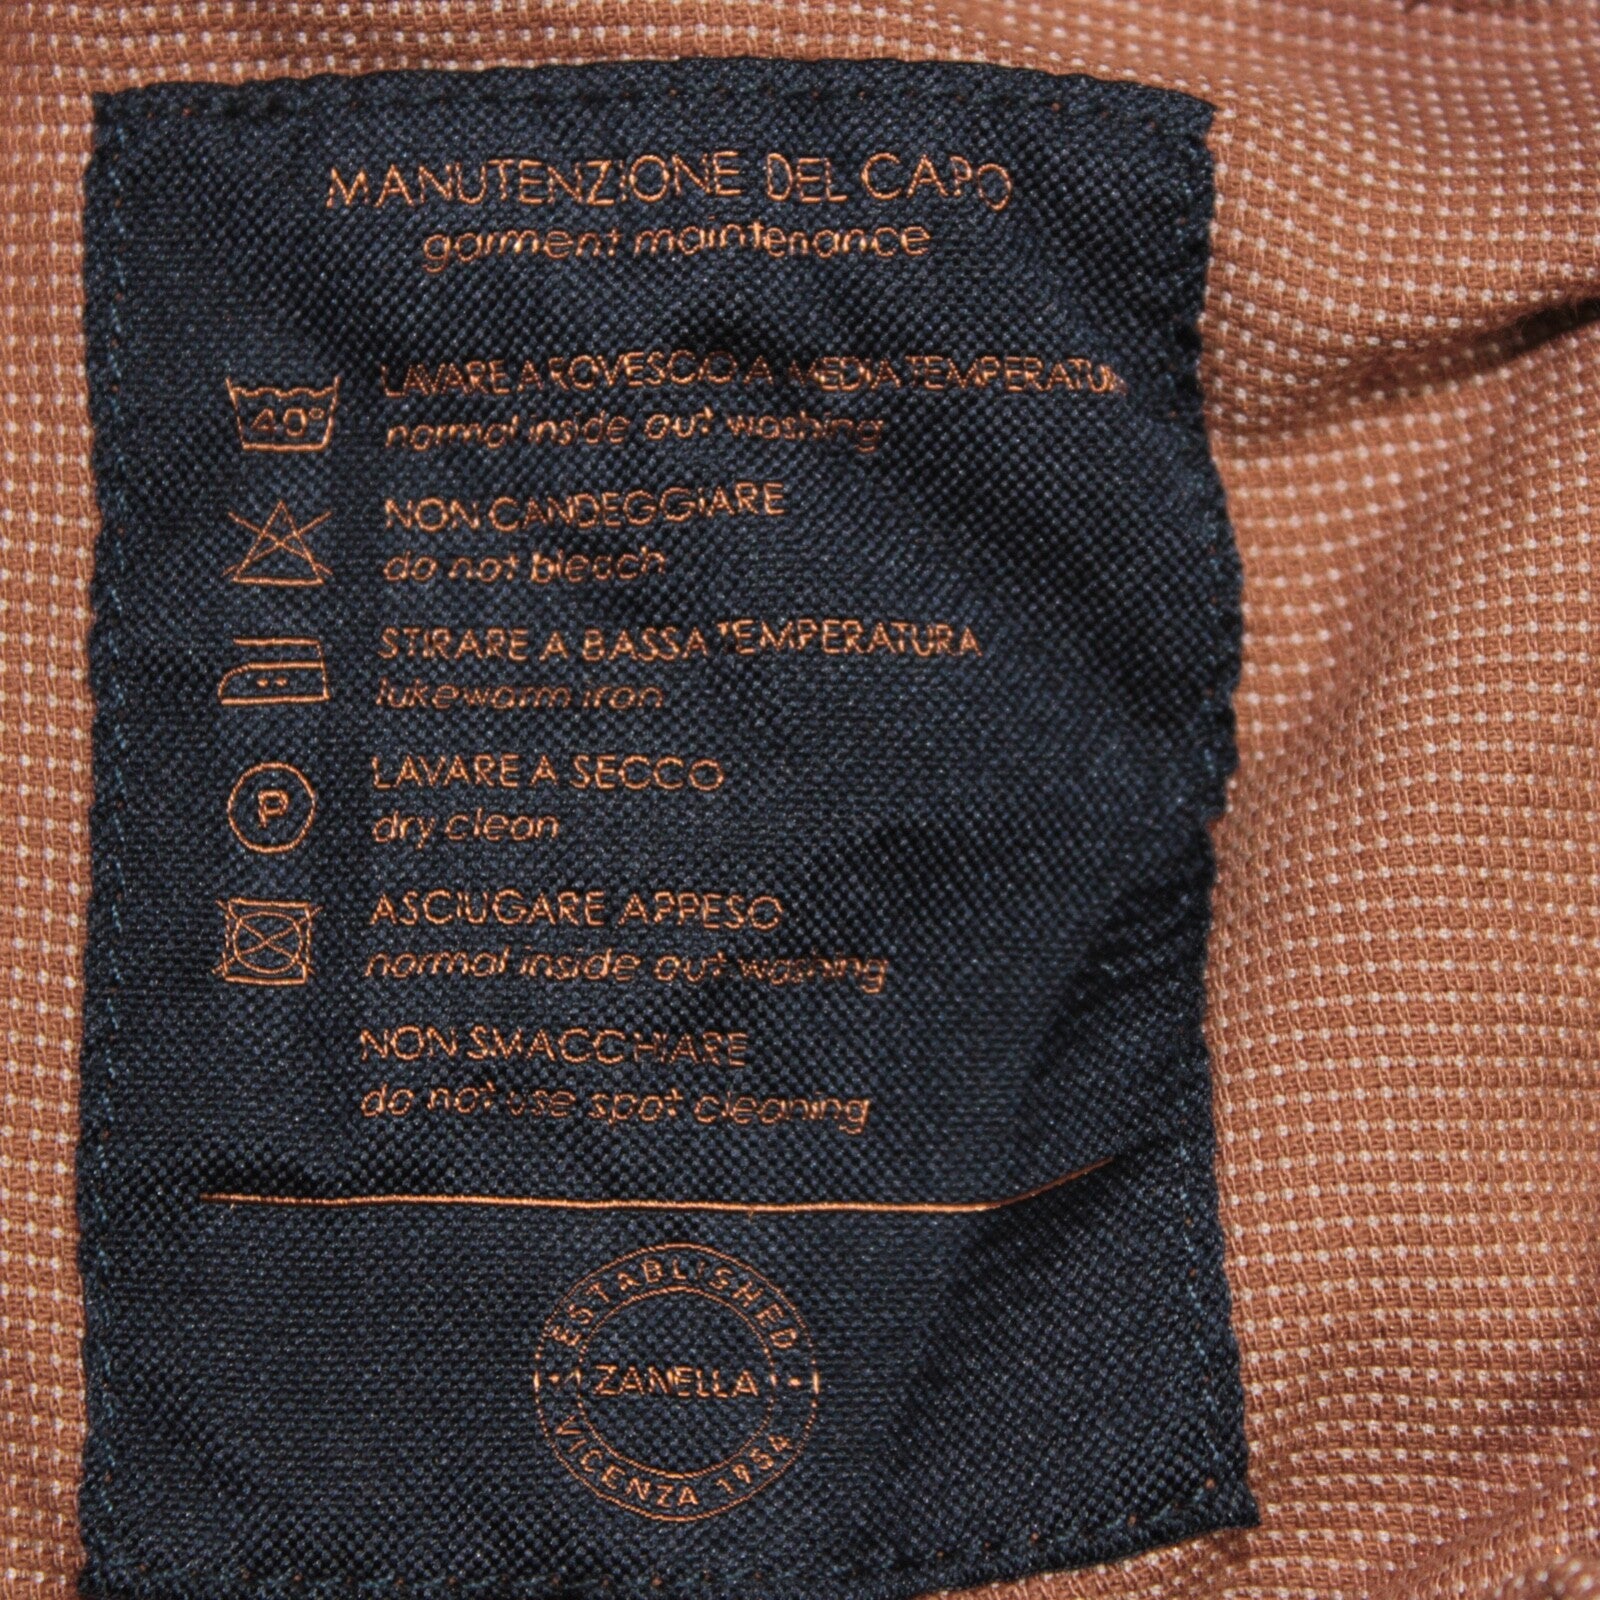 MANUTENZIONE DEL CAPO
garment maintenance
40°
LAVARE A ROVESCIO A MEDIA TEMPERATURA
normal inside out washing
NON CANDEGGIARE
do not bleach
STIRARE A BASSA TEMPERATURA
lukewarm iron
P
LAVARE A SECCO
dry clean
ASCIUGARE APPESO
normal inside out washing
NON SMACCHIARE
do not use spot cleaning
ESTABLISHED
ZANELLA
VICENZA 1954